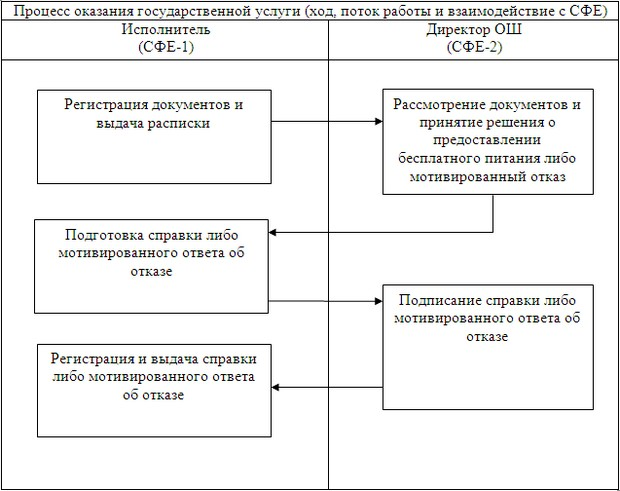 Процесс оказания государственной услуги (ход, поток работы и взаимодействие с СФЕ)
Исполнитель
(СФЕ-1)
Директор ОШ
(СФЕ-2)
Регистрация документов и
выдача расписки
Рассмотрение документов и
принятие решения о
предоставлении
бесплатного питания либо
мотивированный отказ
Подготовка справки либо
мотивированного ответа об
отказе
Подписание справки либо
мотивированного ответа об
отказе
Регистрация и выдача справки
либо мотивированного ответа
об отказе